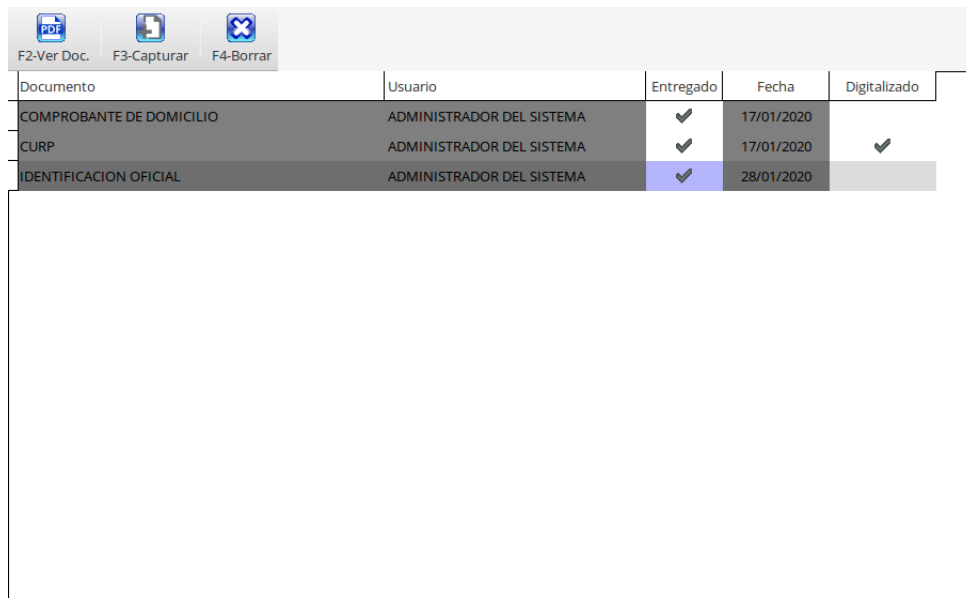 PDF
F2-Ver Doc. F3-Capturar F4-Borrar
Documento Usuario Entregado Fecha Digitalizado
COMPROBANTE DE DOMICILIO ADMINISTRADOR DEL SISTEMA 17/01/2020
CURP ADMINISTRADOR DEL SISTEMA 17/01/2020
IDENTIFICACION OFICIAL ADMINISTRADOR DEL SISTEMA 28/01/2020